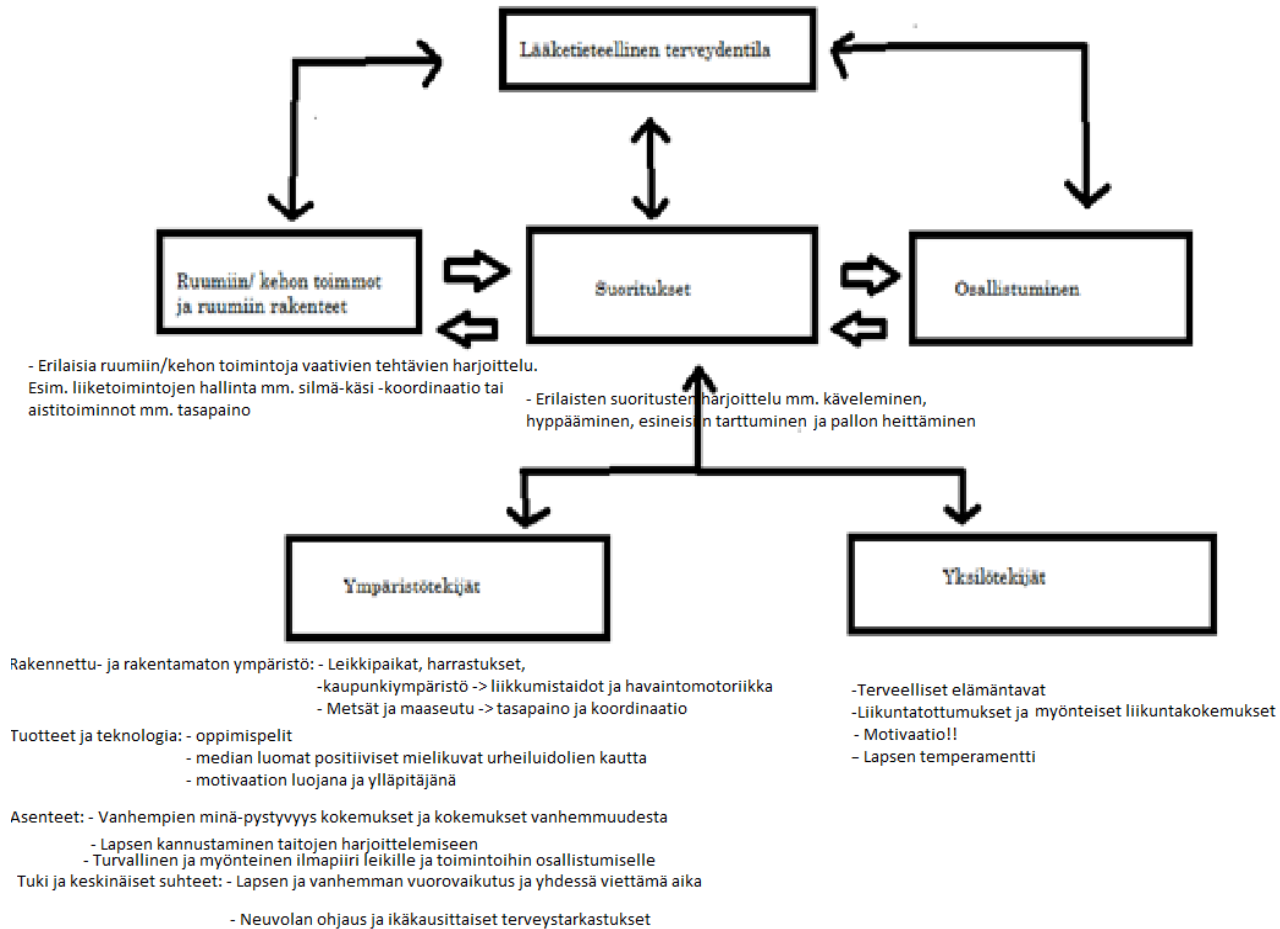 Lääketieteellinen terveydentila
Ruumiin/ kehon toimmot
ja ruumiin rakenteet
Suoritukset
Osallistuminen
- Erilaisia ruumiin/kehon toimintoja vaativien tehtävien harjoittelu.
Esim. liiketoimintojen hallinta mm. silmä-käsi -koordinaatio tai
aistitoiminnot mm. tasapaino
- Erilaisten suoritusten harjoittelu mm. käveleminen,
hyppääminen, esineisiin tarttuminen ja pallon heittäminen
Ympäristötekijät
Yksilötekijät
Rakennettu- ja rakentamaton ympäristö: - Leikkipaikat, harrastukset,
-kaupunkiympäristö -> liikkumistaidot ja havaintomotoriikka
- Metsät ja maaseutu -> tasapaino ja koordinaatio
Tuotteet ja teknologia: - oppimispelit
- median luomat positiiviset mielikuvat urheiluidolien kautta
- motivaation luojana ja ylläpitäjänä
Asenteet: - Vanhempien minä-pystyvyys kokemukset ja kokemukset vanhemmuudesta
- Lapsen kannustaminen taitojen harjoittelemiseen
- Turvallinen ja myönteinen ilmapiiri leikille ja toimintoihin osallistumiselle
Tuki ja keskinäiset suhteet: - Lapsen ja vanhemman vuorovaikutus ja yhdessä viettämä aika
- Neuvolan ohjaus ja ikäkausittaiset terveystarkastukset
-Terveelliset elämäntavat
-Liikuntatottumukset ja myönteiset liikuntakokemukset
- Motivaatio!!
– Lapsen temperamentti